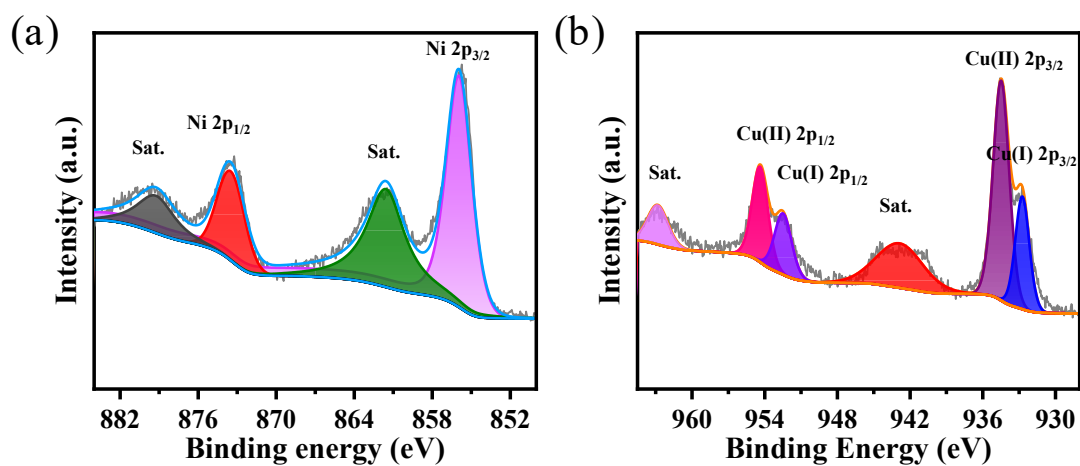 (a)
Ni 2p3/2
Ni 2p1/2
Sat.
Sat.
Intensity (a.u.)
882 876 870 864 855 852
Binding energy (eV)
(b)
Cu(II) 2p3/2
Cu(II) 2p1/2
Cu(I) 2p3/2
Sat.
Cu(I) 2p1/2
Sat.
Intensity (a.u.)
960 954 948 942 934 930
Binding Energy (eV)